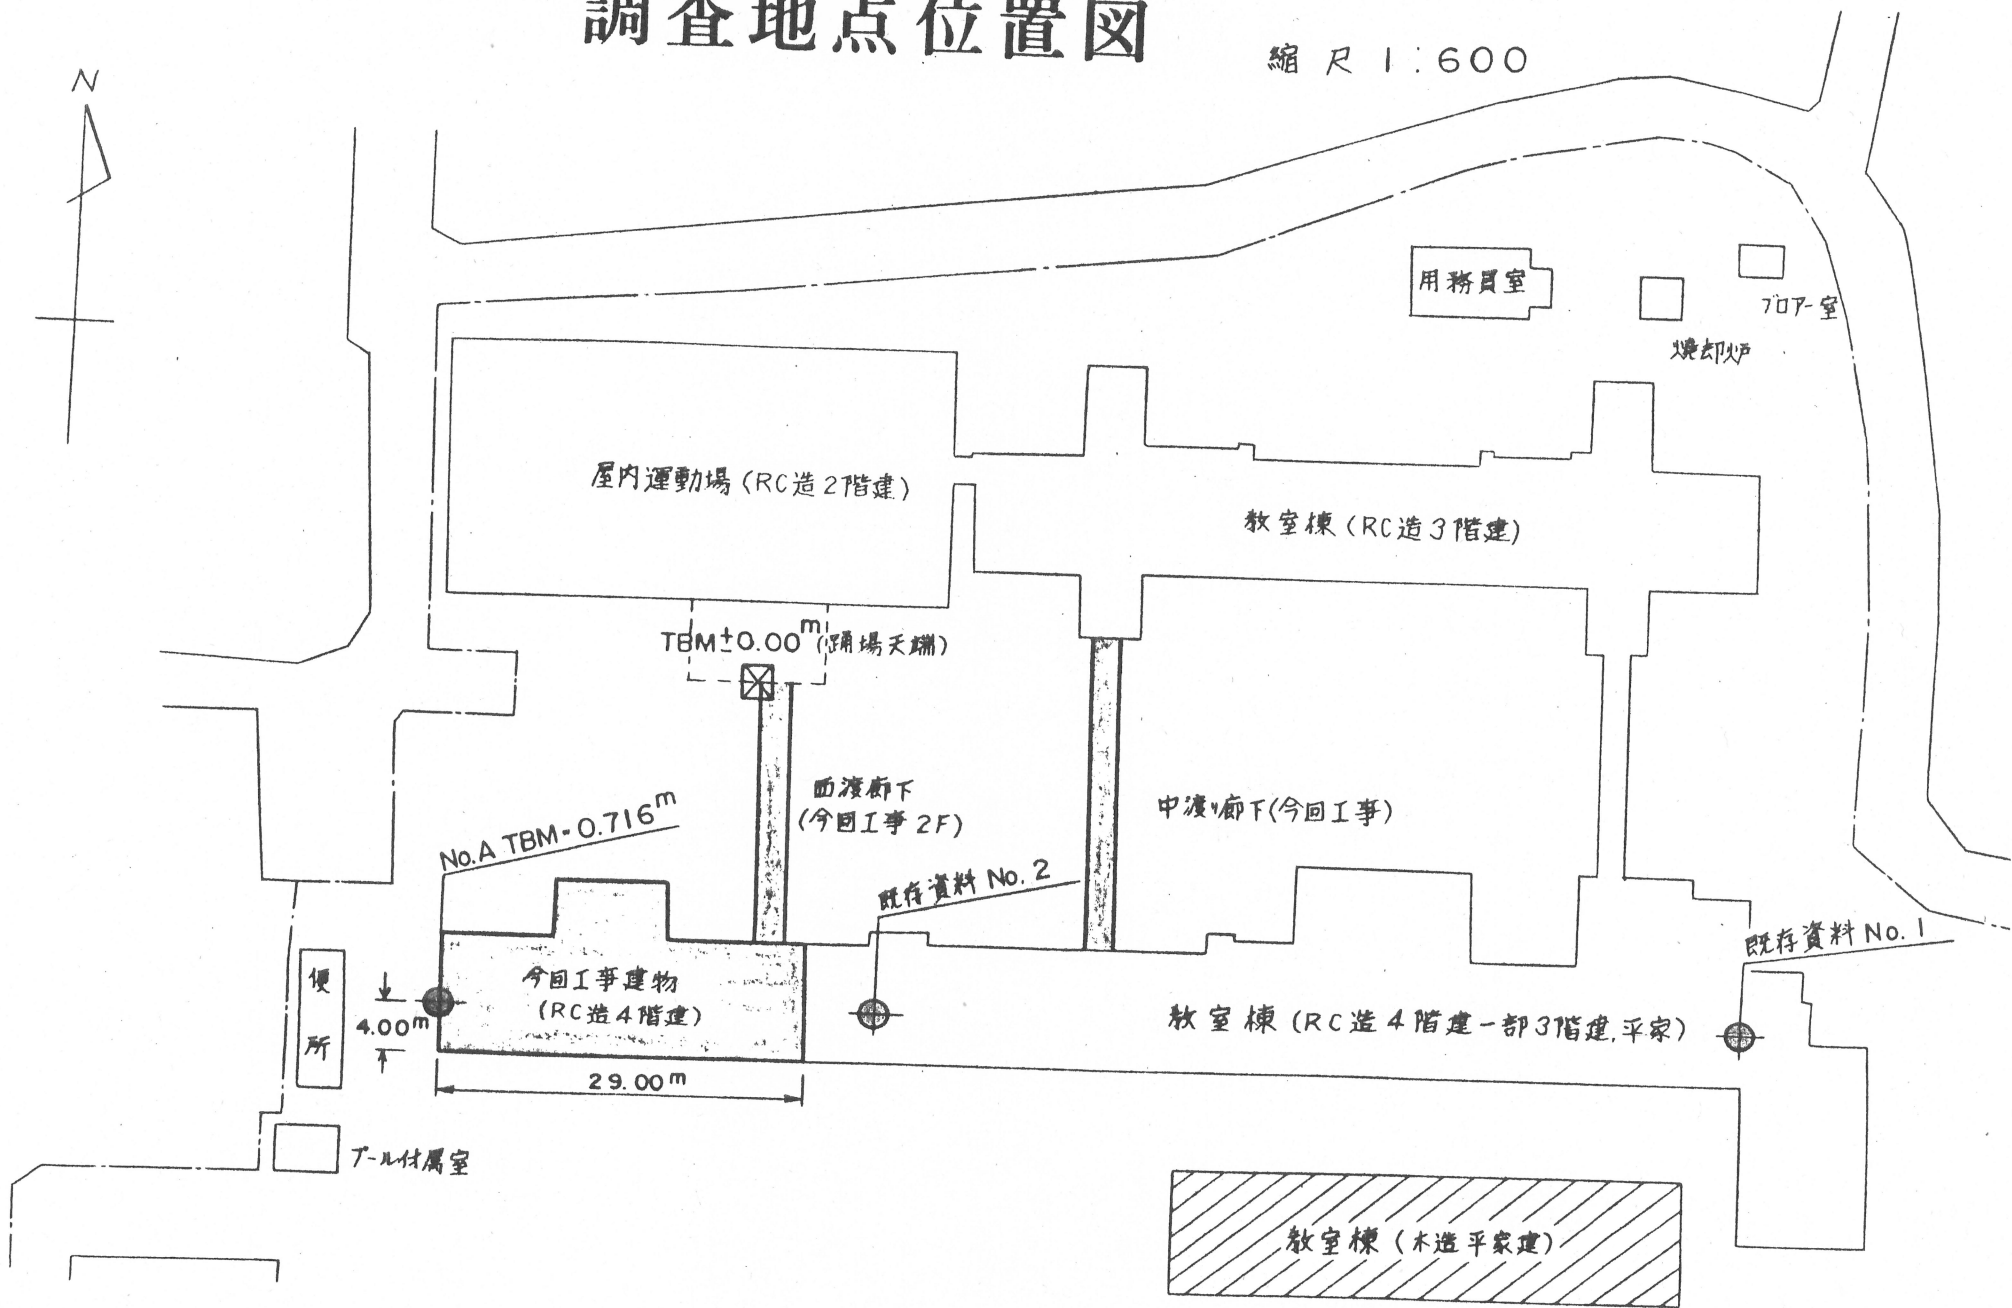 調査地点位置図
縮尺 1:600
N
用務員室
ブロアー室
焼却炉
屋内運動場(RC造2階建)
教室棟(RC造3階建)
TBM±0.00m(踊場天端)
西渡廊下
(今回工事 2F)
中渡り廊下(今回工事)
No.A TBM-0.716m
既存資料 No.2
既存資料 No.1
便所
今回工事建物
(RC造4階建)
4.00m
教室棟(RC造4階建一部3階建,平家)
29.00m
プール付属室
教室棟(木造平家建)